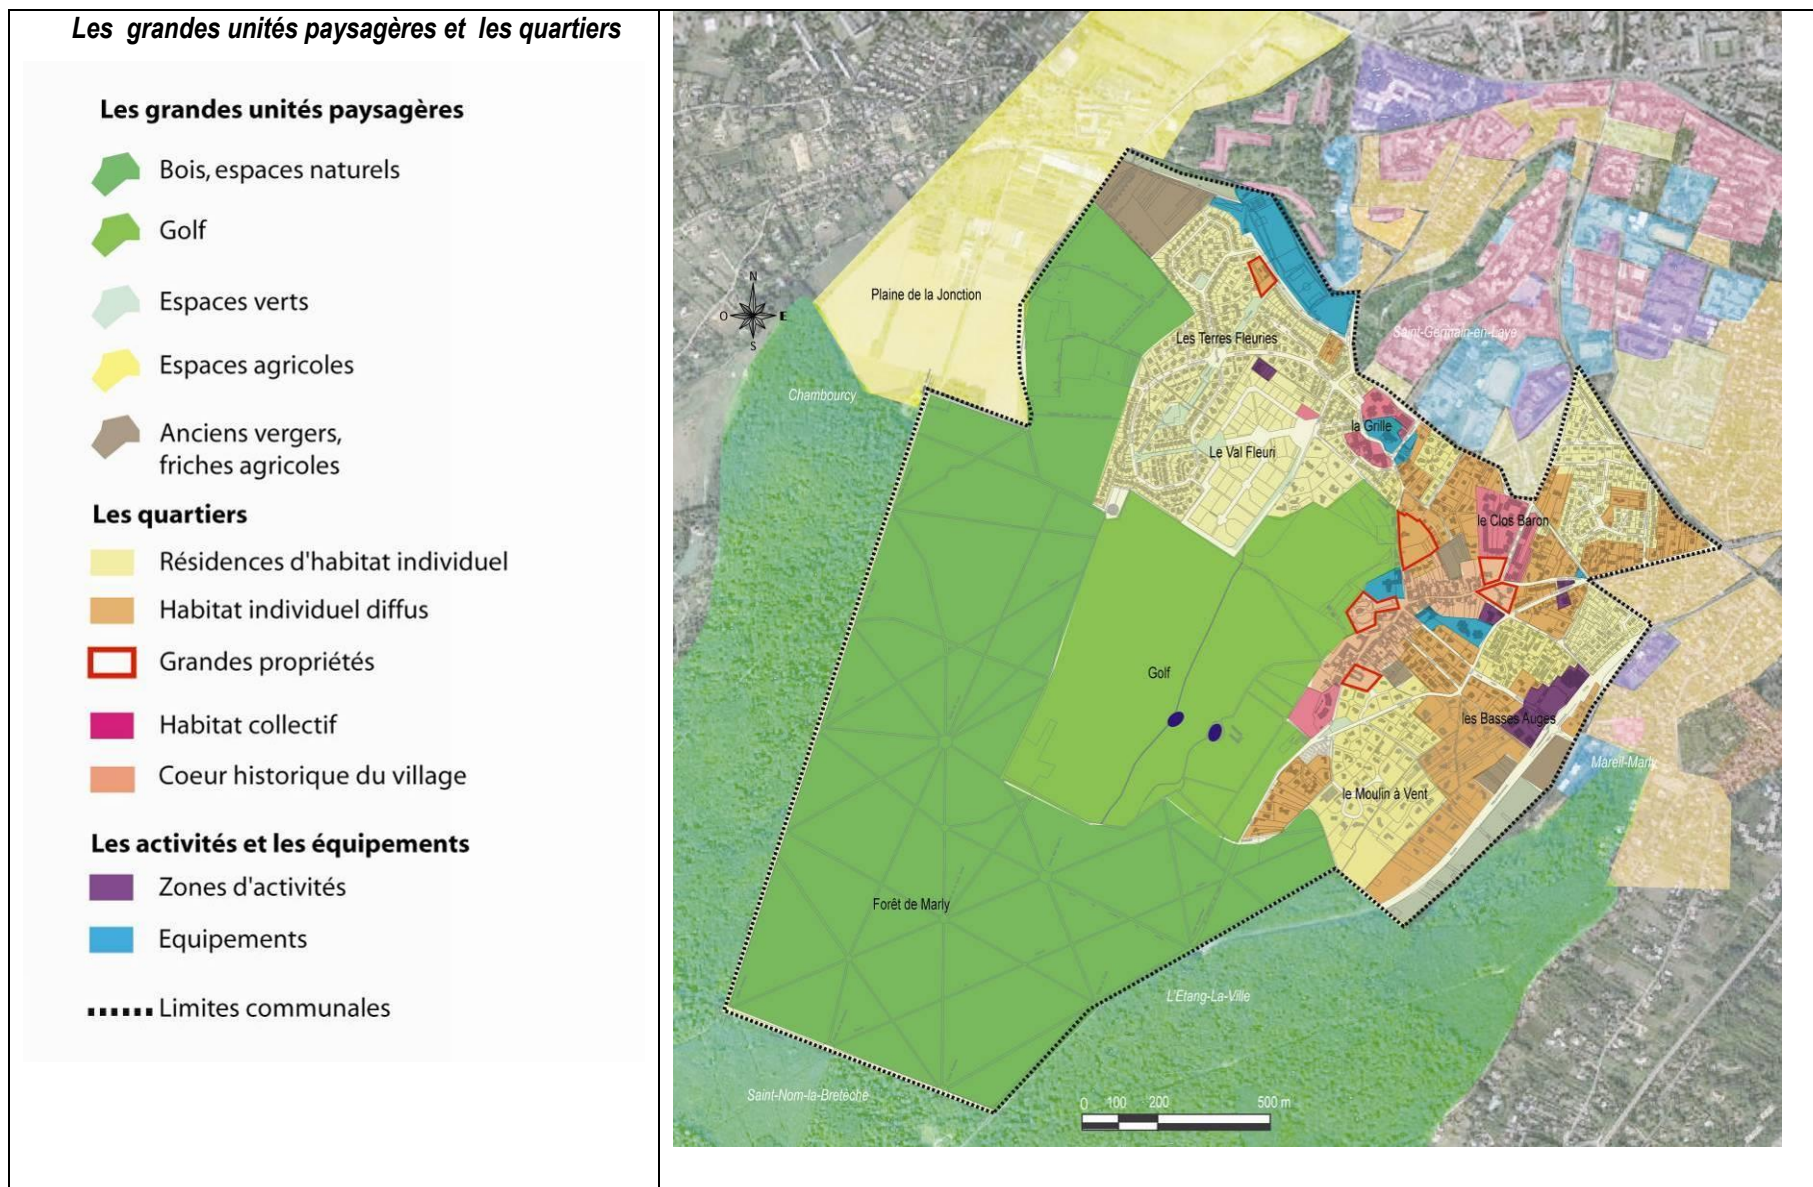 Les grandes unités paysagères et les quartiers
Les grandes unités paysagères
Bois, espaces naturels
Golf
Espaces verts
Espaces agricoles
Anciens vergers,
friches agricoles
Les quartiers
Résidences d'habitat individuel
Habitat individuel diffus
Grandes propriétés
Habitat collectif
Coeur historique du village
Les activités et les équipements
Zones d'activités
Equipements
Limites communales
N
O
E
S
Plaine de la Jonction
Chambourcy
Les Terres Fleuries
Saint-Germain-en-Laye
la Grille
Le Val Fleuri
le Clos Baron
Golf
les Basses Auges
Mareil-Marly
le Moulin à Vent
Forêt de Marly
L'Etang-La-Ville
Saint-Nom-la-Bretèche
0 100 200 500 m